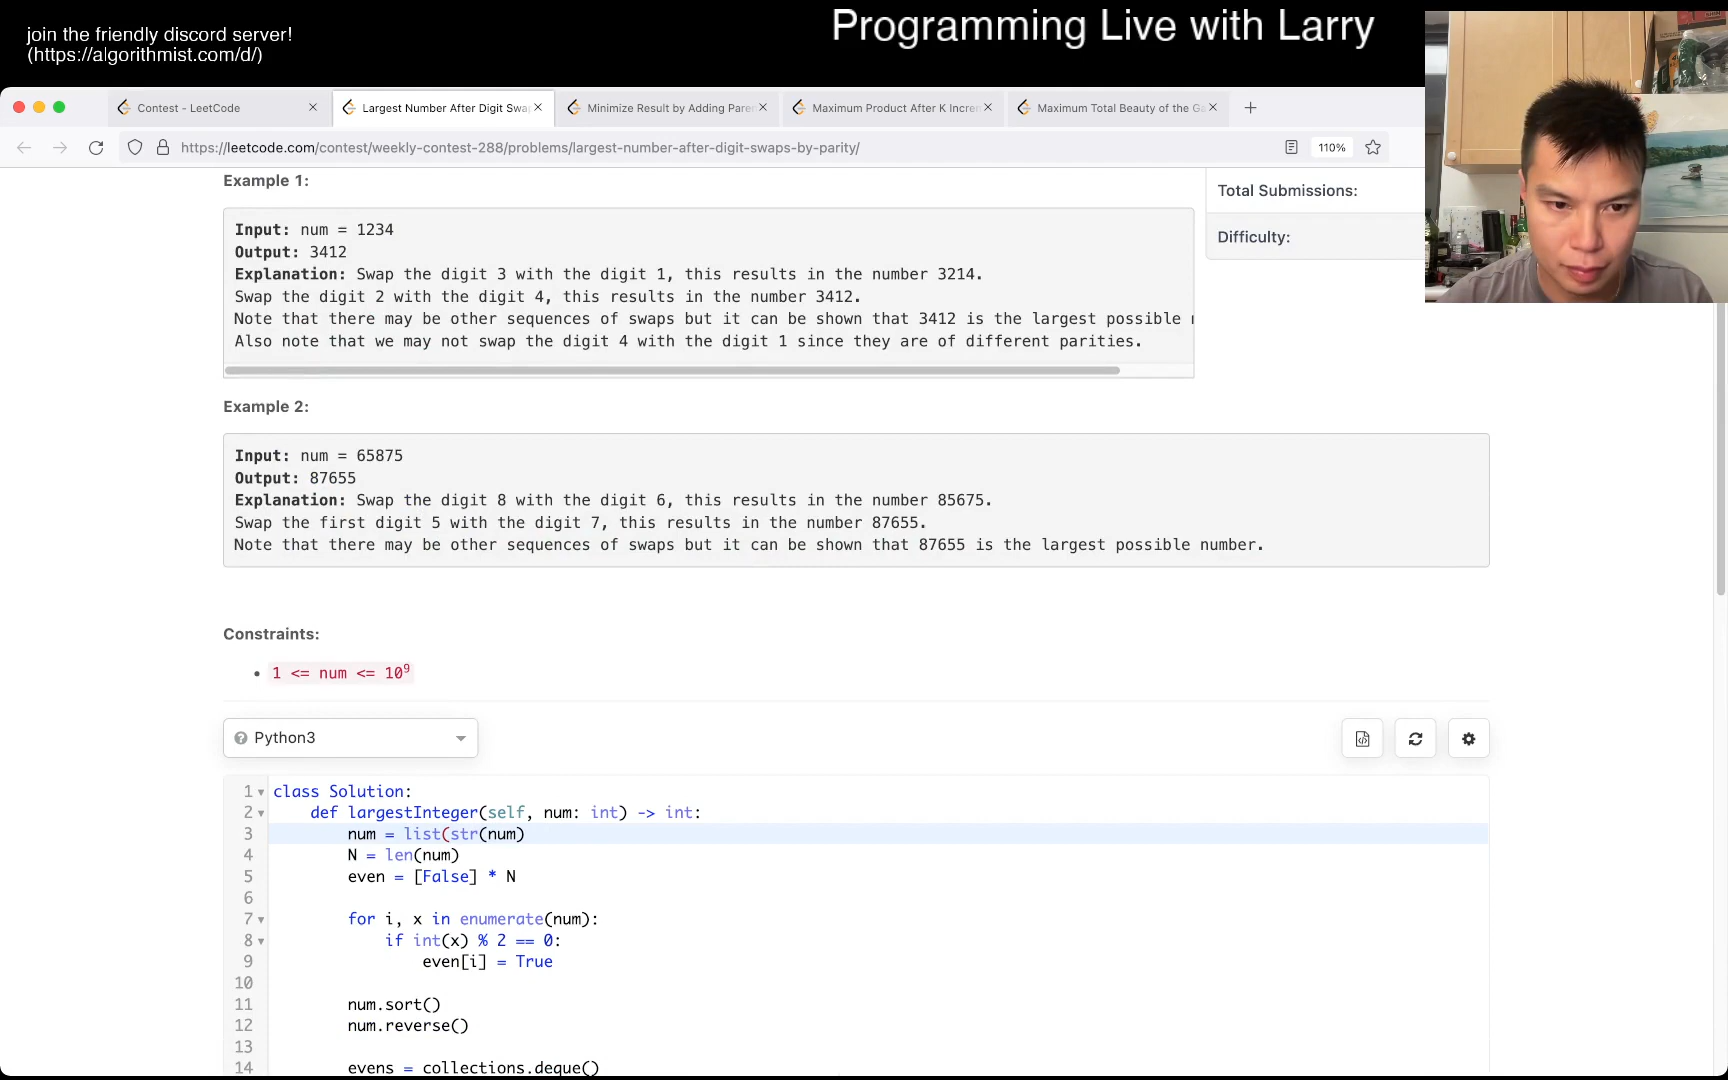 join the friendly discord server!
(https://algorithmist.com/d/)
Programming Live with Larry
Contest - LeetCode
Largest Number After Digit Swa
Minimize Result by Adding Paren
Maximum Product After K Increm
Maximum Total Beauty of the Ga
https://leetcode.com/contest/weekly-contest-288/problems/largest-number-after-digit-swaps-by-parity/
110%
Example 1:
Input: num = 1234
Output: 3412
Explanation: Swap the digit 3 with the digit 1, this results in the number 3214.
Swap the digit 2 with the digit 4, this results in the number 3412.
Note that there may be other sequences of swaps but it can be shown that 3412 is the largest possible
Also note that we may not swap the digit 4 with the digit 1 since they are of different parities.
Total Submissions:
Difficulty:
Example 2:
Input: num = 65875
Output: 87655
Explanation: Swap the digit 8 with the digit 6, this results in the number 85675.
Swap the first digit 5 with the digit 7, this results in the number 87655.
Note that there may be other sequences of swaps but it can be shown that 87655 is the largest possible number.
Constraints:
• 1 <= num <= 10⁹
Python3
1 class Solution:
2 def largestInteger(self, num: int) -> int:
3 num = list(str(num)
4 N = len(num)
5 even = [False] * N
6
7 for i, x in enumerate(num):
8 if int(x) % 2 == 0:
9 even[i] = True
10
11 num.sort()
12 num.reverse()
13
14 evens = collections.deque()